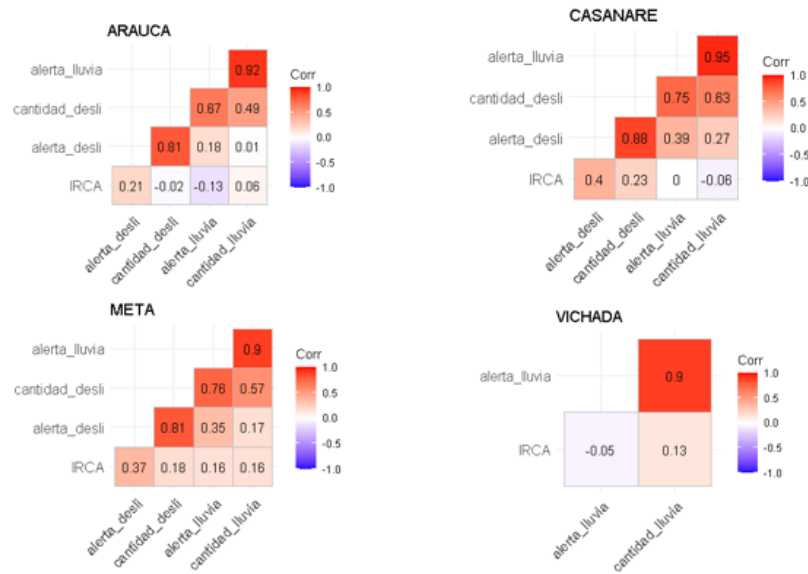 ARAUCA
alerta_lluvia 0.92
cantidad_desli 0.67 0.49
alerta_desli 0.81 0.18 0.01
IRCA 0.21 -0.02 -0.13 0.06
alerta_desli cantidad_desli alerta_lluvia cantidad_lluvia
Corr
1.0
0.5
0.0
-0.5
-1.0
CASANARE
alerta_lluvia 0.95
cantidad_desli 0.75 0.63
alerta_desli 0.88 0.39 0.27
IRCA 0.4 0.23 0 -0.06
alerta_desli cantidad_desli alerta_lluvia cantidad_lluvia
Corr
1.0
0.5
0.0
-0.5
-1.0
META
alerta_lluvia 0.9
cantidad_desli 0.76 0.57
alerta_desli 0.81 0.35 0.17
IRCA 0.37 0.18 0.16 0.16
alerta_desli cantidad_desli alerta_lluvia cantidad_lluvia
Corr
1.0
0.5
0.0
-0.5
-1.0
VICHADA
alerta_lluvia 0.9
IRCA -0.05 0.13
alerta_lluvia cantidad_lluvia
Corr
1.0
0.5
0.0
-0.5
-1.0